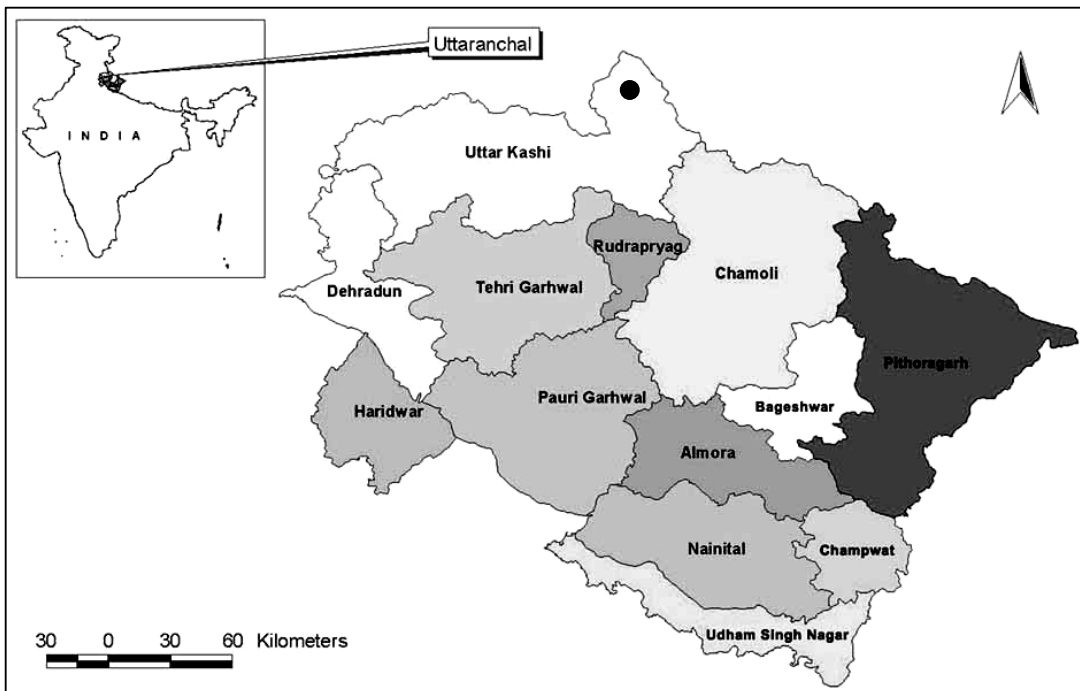 Uttaranchal
I N D I A
Uttar Kashi
Rudrapryag
Chamoli
Tehri Garhwal
Dehradun
Pithoragarh
Pauri Garhwal
Bageshwar
Haridwar
Almora
Nainital
Champwat
Udham Singh Nagar
30 0 30 60 Kilometers